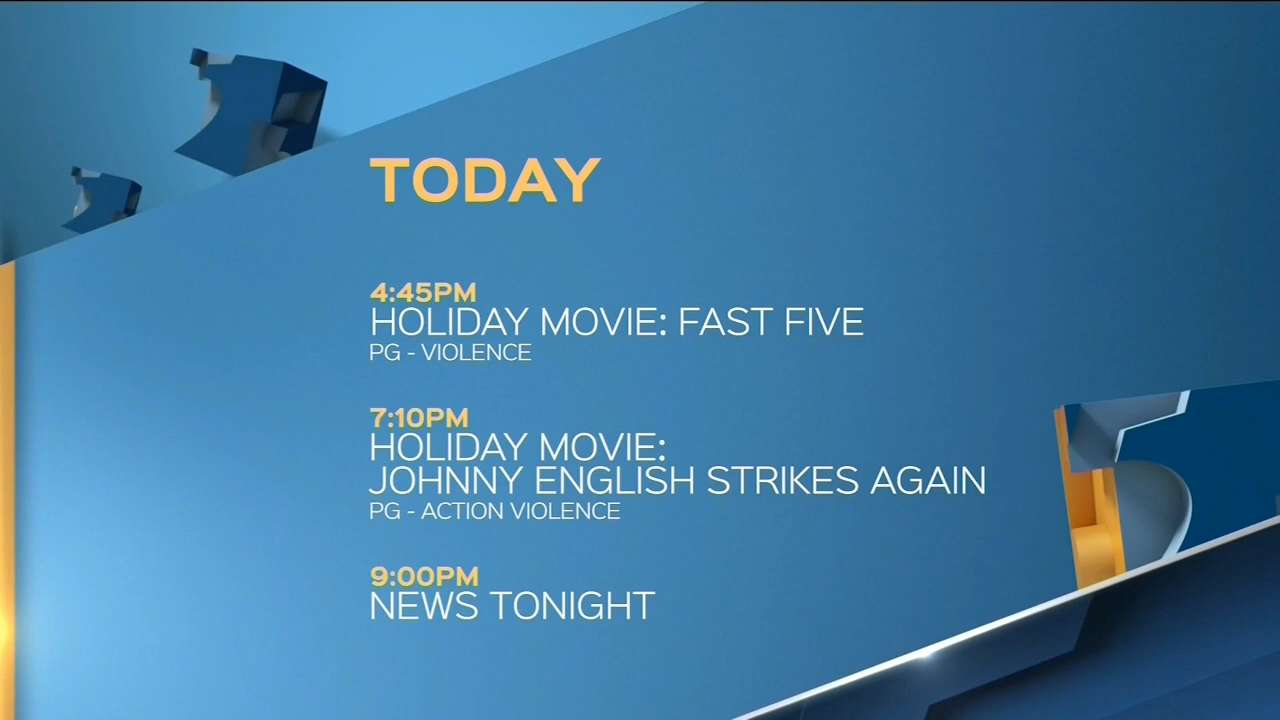 TODAY
4:45PM
HOLIDAY MOVIE: FAST FIVE
PG - VIOLENCE
7:10PM
HOLIDAY MOVIE:
JOHNNY ENGLISH STRIKES AGAIN
PG - ACTION VIOLENCE
9:00PM
NEWS TONIGHT